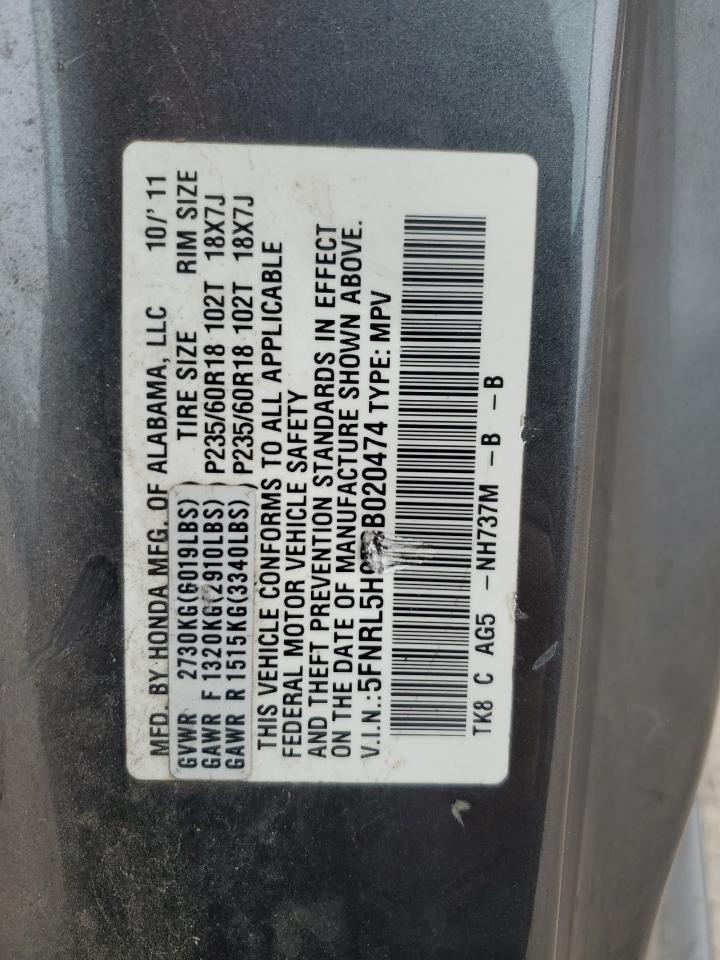 MFD. BY HONDA MFG. OF ALABAMA, LLC 10/'11
GVWR 2730KG(6019LBS) TIRE SIZE RIM SIZE
GAWR F 1320KG(2910LBS) P235/60R18 102T 18X7J
GAWR R 1515KG(3340LBS) P235/60R18 102T 18X7J
THIS VEHICLE CONFORMS TO ALL APPLICABLE
FEDERAL MOTOR VEHICLE SAFETY
AND THEFT PREVENTION STANDARDS IN EFFECT
ON THE DATE OF MANUFACTURE SHOWN ABOVE.
V.I.N.: TYPE: MPV
TK8 C AG5 -NH737M -B -B